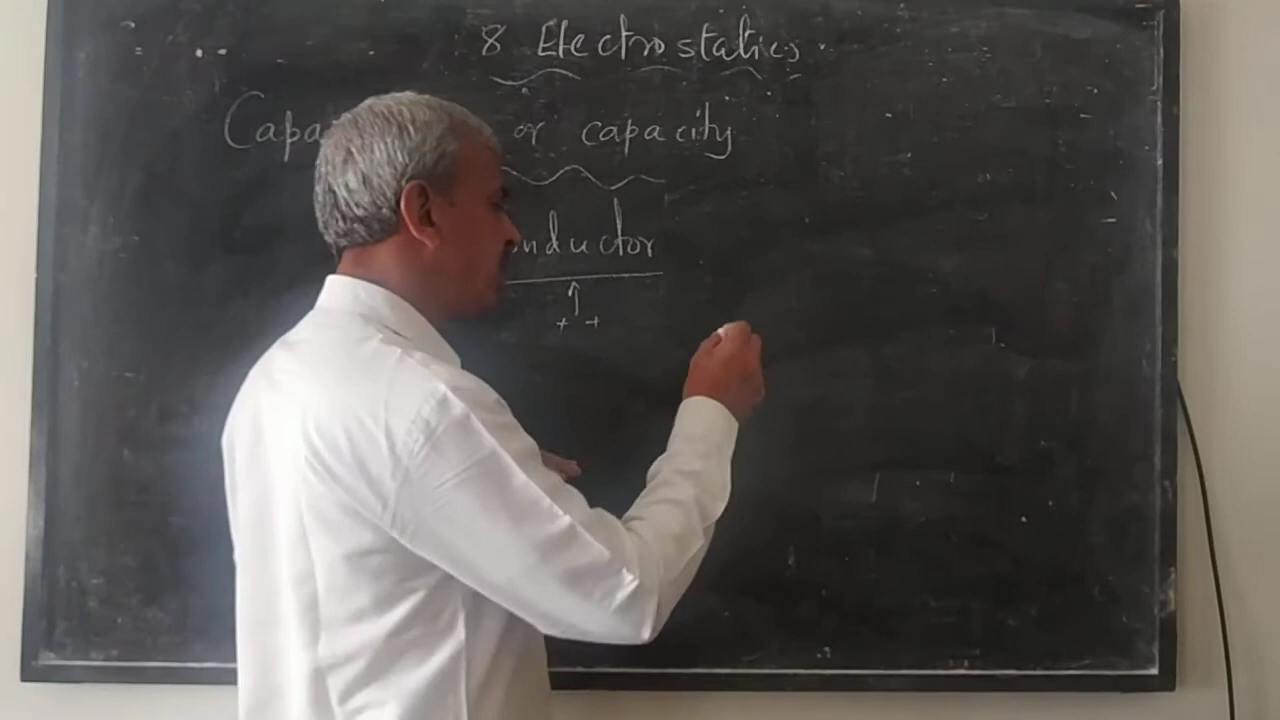 8 Electrostatics
Capa or capacity
nductor
+ +